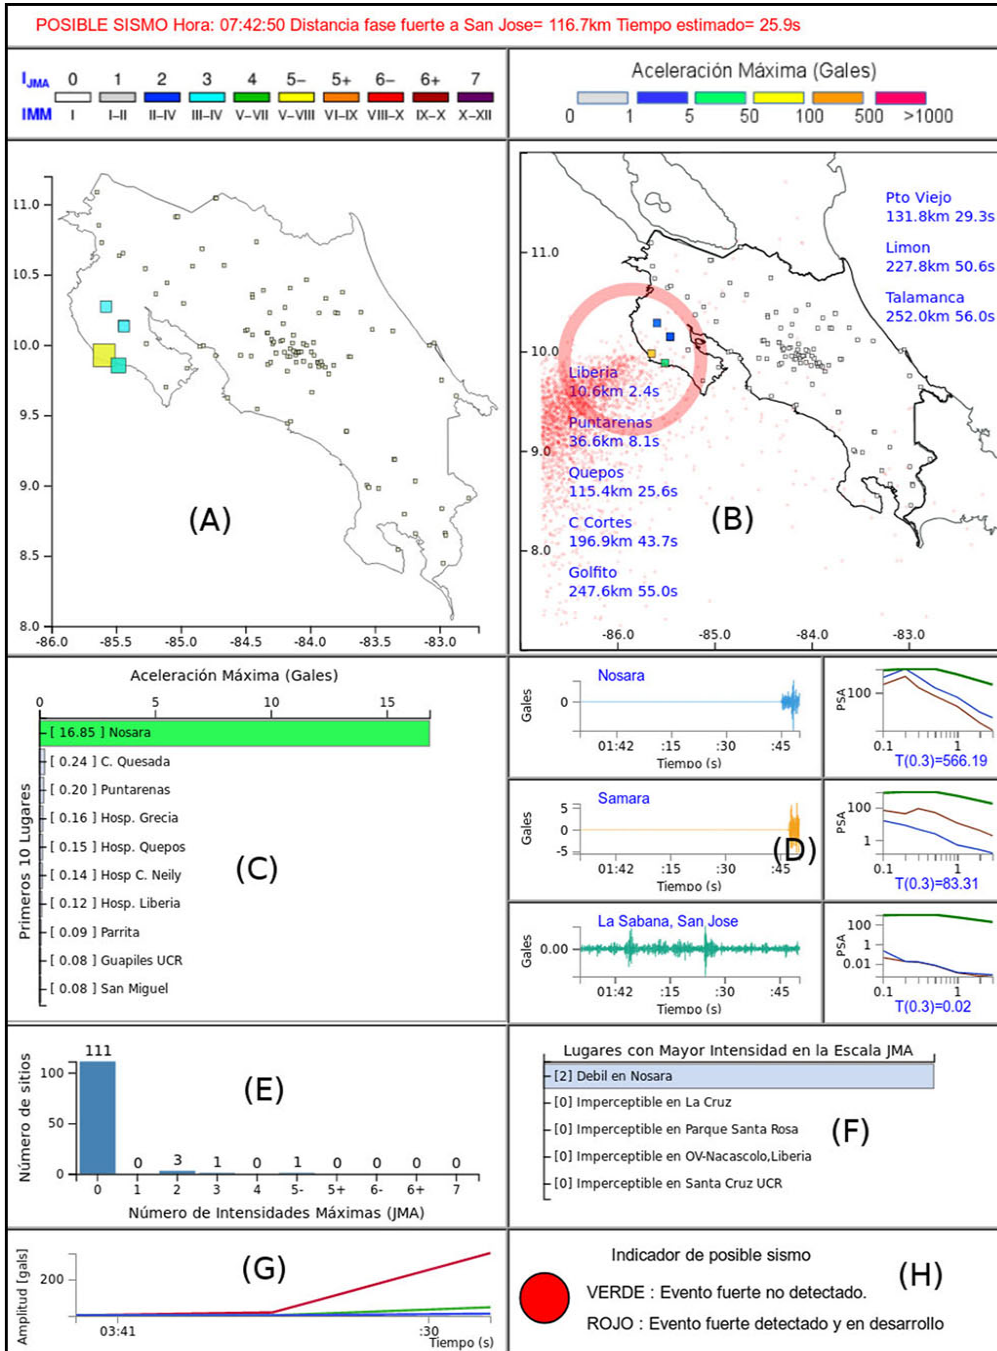 POSIBLE SISMO Hora: 07:42:50 Distancia fase fuerte a San Jose= 116.7km Tiempo estimado= 25.9s
I JMA 0 1 2 3 4 5- 5+ 6- 6+ 7
IMM I I-II II-IV III-IV V-VII V-VIII VI-IX VIII-X IX-X X-XII
Aceleración Máxima (Gales)
0 1 5 50 100 500 >1000
11.0
10.5
10.0
9.5
9.0
8.5
8.0
-86.0 -85.5 -85.0 -84.5 -84.0 -83.5 -83.0
(A)
11.0
10.0
9.0
8.0
-86.0 -85.0 -84.0 -83.0
Pto Viejo
131.8km 29.3s
Limon
227.8km 50.6s
Talamanca
252.0km 56.0s
Liberia
10.6km 2.4s
Puntarenas
36.6km 8.1s
Quepos
115.4km 25.6s
C Cortes
196.9km 43.7s
Golfito
247.6km 55.0s
(B)
Aceleración Máxima (Gales)
0 5 10 15
Primeros 10 Lugares
[ 16.85 ] Nosara
[ 0.24 ] C. Quesada
[ 0.20 ] Puntarenas
[ 0.16 ] Hosp. Grecia
[ 0.15 ] Hosp. Quepos
[ 0.14 ] Hosp C. Neily
[ 0.12 ] Hosp. Liberia
[ 0.09 ] Parrita
[ 0.08 ] Guapiles UCR
[ 0.08 ] San Miguel
(C)
Nosara
Gales
0
01:42 :15 :30 :45
Tiempo (s)
PSA
100
0.1 1
T(0.3)=566.19
Samara
Gales
5
0
-5
01:42 :15 :30 :45
Tiempo (s)
(D)
PSA
100
1
0.1 1
T(0.3)=83.31
La Sabana, San Jose
Gales
0.00
01:42 :15 :30 :45
Tiempo (s)
PSA
100
1
0.01
0.1 1
T(0.3)=0.02
Número de sitios
100
50
0
111 0 3 1 0 1 0 0 0 0
0 1 2 3 4 5- 5+ 6- 6+ 7
Número de Intensidades Máximas (JMA)
(E)
Lugares con Mayor Intensidad en la Escala JMA
[2] Debil en Nosara
[0] Imperceptible en La Cruz
[0] Imperceptible en Parque Santa Rosa
[0] Imperceptible en OV-Nacascolo,Liberia
[0] Imperceptible en Santa Cruz UCR
(F)
Amplitud [gals]
200
03:41 :30
Tiempo (s)
(G)
Indicador de posible sismo
VERDE : Evento fuerte no detectado.
ROJO : Evento fuerte detectado y en desarrollo
(H)